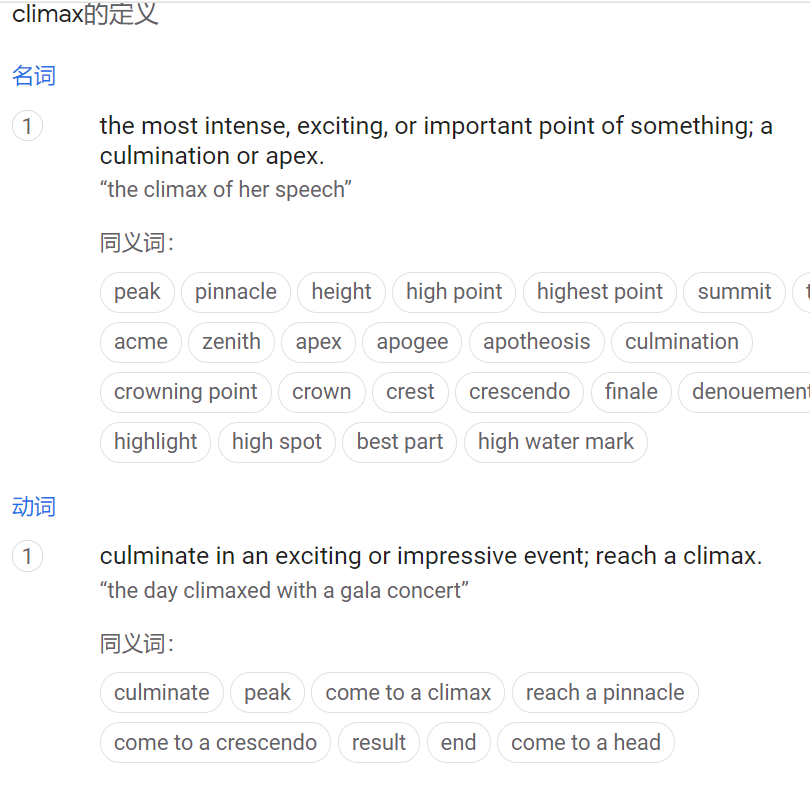 climax的定义
名词
1 the most intense, exciting, or important point of something; a
culmination or apex.
“the climax of her speech”
同义词：
peak pinnacle height high point highest point summit
acme zenith apex apogee apotheosis culmination
crowning point crown crest crescendo finale denouement
highlight high spot best part high water mark
动词
1 culminate in an exciting or impressive event; reach a climax.
“the day climaxed with a gala concert”
同义词：
culminate peak come to a climax reach a pinnacle
come to a crescendo result end come to a head